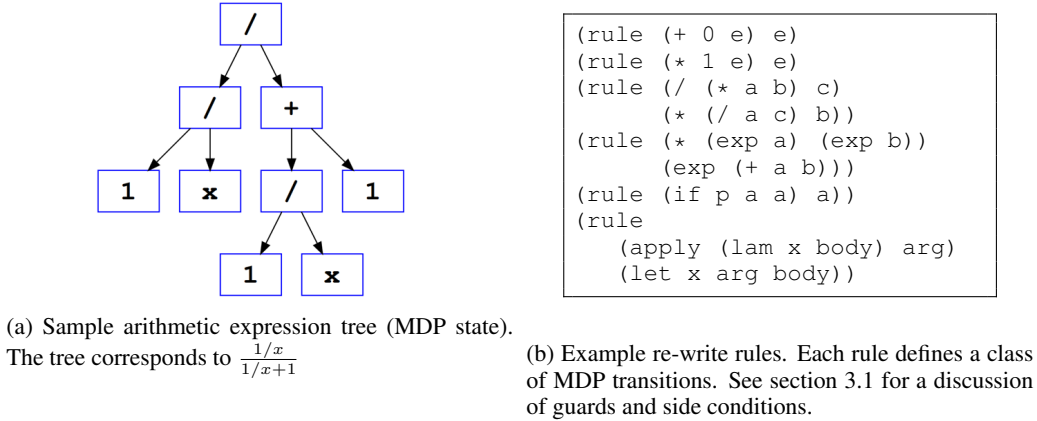 /
/ +
1 x / 1
1 x
(a) Sample arithmetic expression tree (MDP state).
The tree corresponds to \frac{1/x}{1/x+1}
(rule (+ 0 e) e)
(rule (* 1 e) e)
(rule (/ (* a b) c)
(* (/ a c) b))
(rule (* (exp a) (exp b))
(exp (+ a b)))
(rule (if p a a) a))
(rule
(apply (lam x body) arg)
(let x arg body))
(b) Example re-write rules. Each rule defines a class
of MDP transitions. See section 3.1 for a discussion
of guards and side conditions.